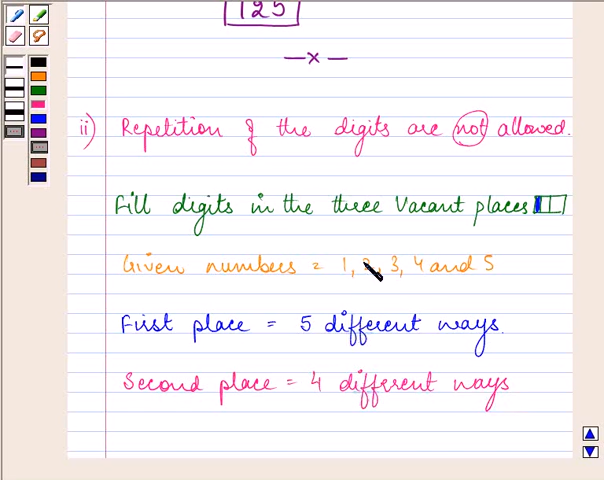 125
—x—
ii) Repetition of the digits are not allowed.
Fill digits in the three Vacant places
Given numbers = 1, 2, 3, 4 and 5
First place = 5 different ways.
Second place = 4 different ways